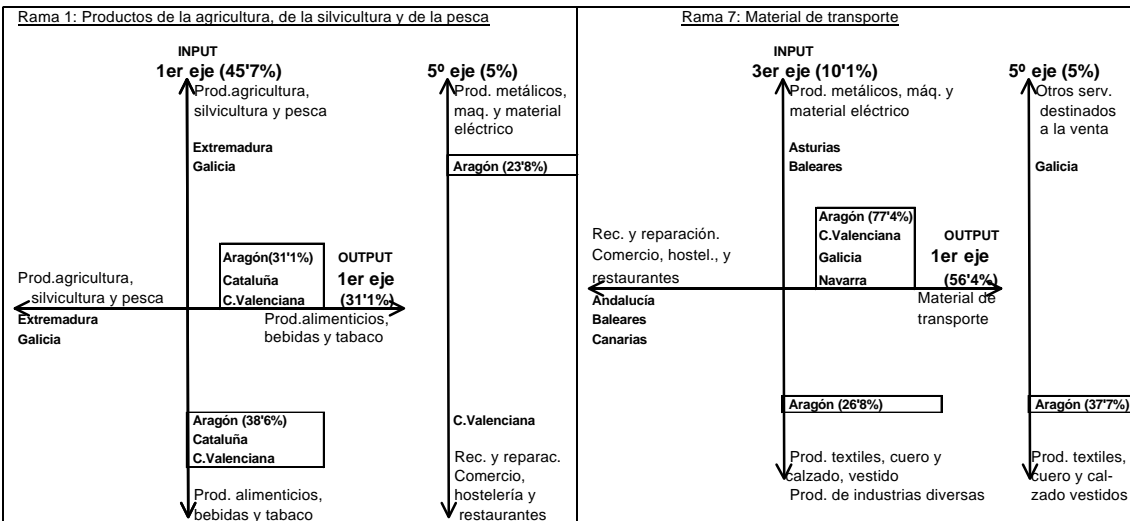 Rama 1: Productos de la agricultura, de la silvicultura y de la pesca
INPUT
1er eje (45'7%)
Prod.agricultura,
silvicultura y pesca
Extremadura
Galicia
5º eje (5%)
Prod. metálicos,
maq. y material
eléctrico
Aragón (23'8%)
Aragón(31'1%)
Cataluña
C.Valenciana
OUTPUT
1er eje
(31'1%)
Prod.agricultura,
silvicultura y pesca
Extremadura
Galicia
Prod.alimenticios,
bebidas y tabaco
Aragón (38'6%)
Cataluña
C.Valenciana
Prod. alimenticios,
bebidas y tabaco
C.Valenciana
Rec. y reparac.
Comercio,
hostelería y
restaurantes
Rama 7: Material de transporte
INPUT
3er eje (10'1%)
Prod. metálicos, máq. y
material eléctrico
Asturias
Baleares
5º eje (5%)
Otros serv.
destinados
a la venta
Galicia
Aragón (77'4%)
C.Valenciana
Galicia
Navarra
OUTPUT
1er eje
(56'4%)
Rec. y reparación.
Comercio, hostel., y
restaurantes
Andalucía
Baleares
Canarias
Material de
transporte
Aragón (26'8%)
Prod. textiles, cuero y
calzado, vestido
Prod. de industrias diversas
Aragón (37'7%)
Prod. textiles,
cuero y cal-
zado vestidos